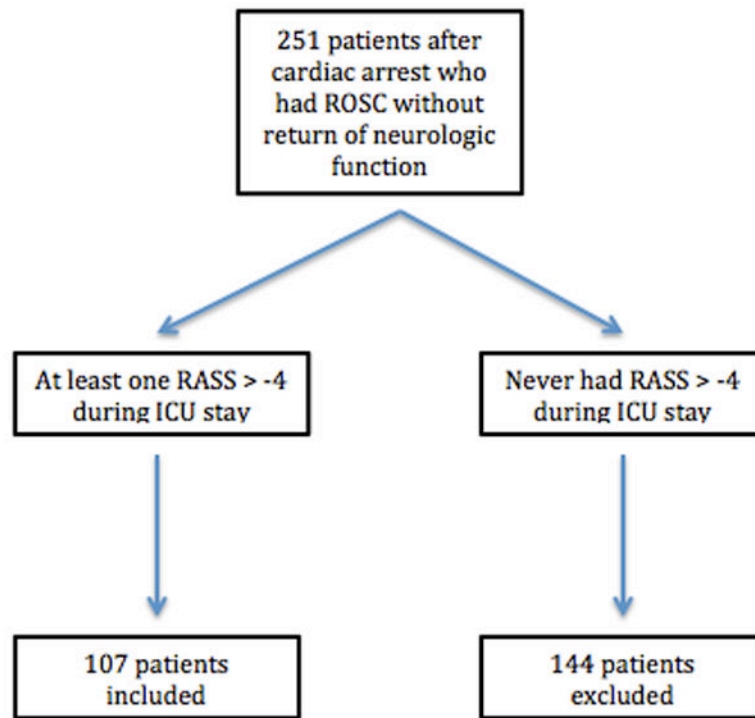 251 patients after
cardiac arrest who
had ROSC without
return of neurologic
function
At least one RASS > -4
during ICU stay
Never had RASS > -4
during ICU stay
107 patients
included
144 patients
excluded